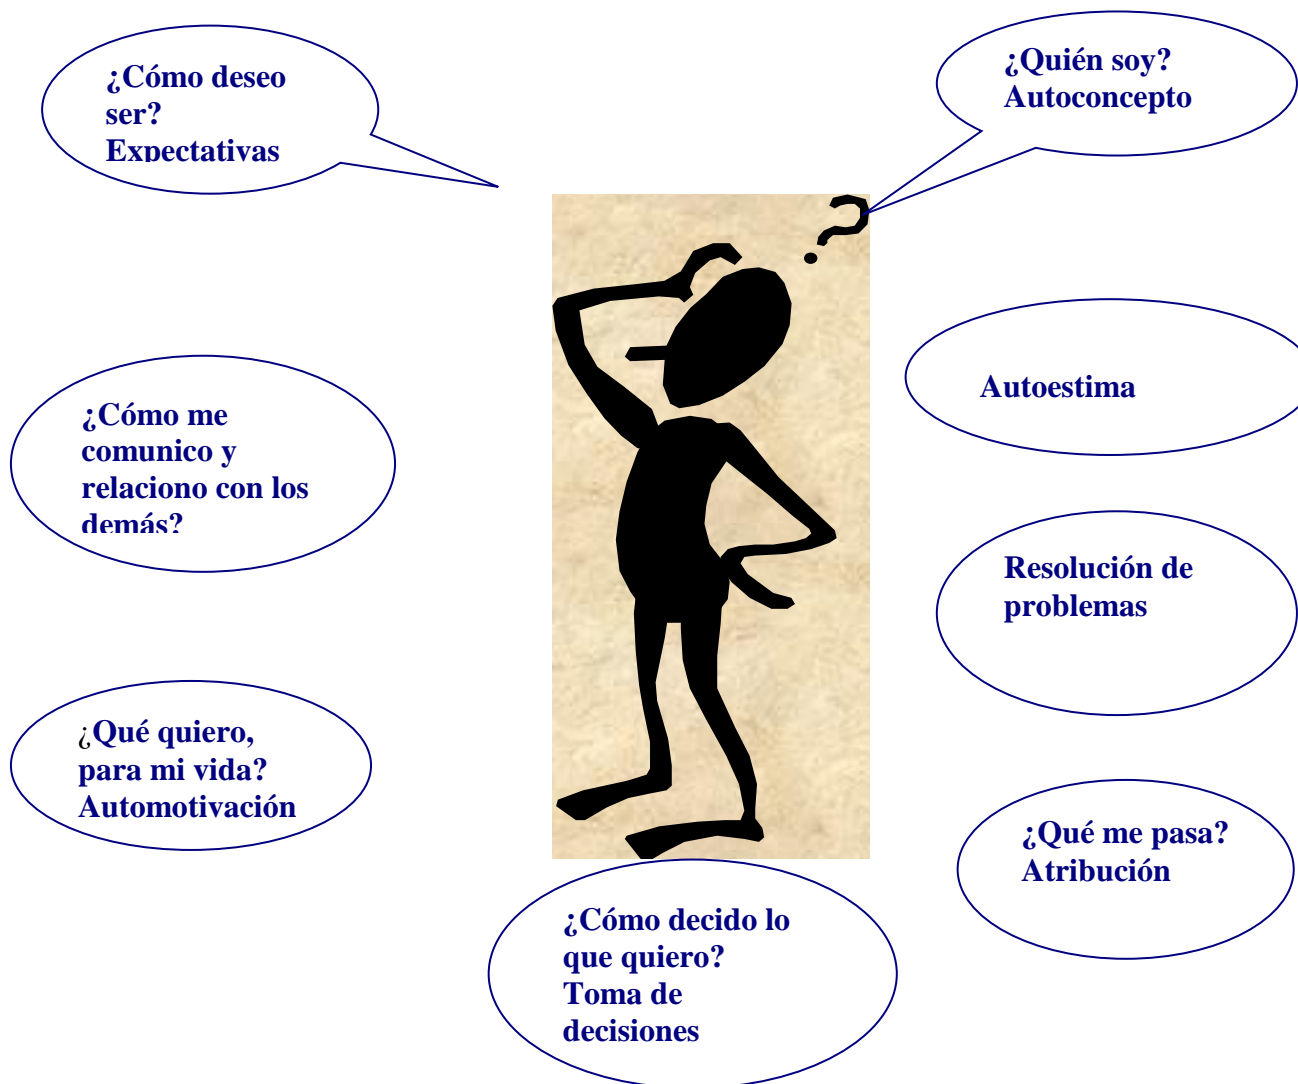 ¿Cómo deseo
ser?
Expectativas
¿Quién soy?
Autoconcepto
?
Autoestima
¿Cómo me
comunico y
relaciono con los
demás?
Resolución de
problemas
¿Qué quiero,
para mi vida?
Automotivación
¿Qué me pasa?
Atribución
¿Cómo decido lo
que quiero?
Toma de
decisiones